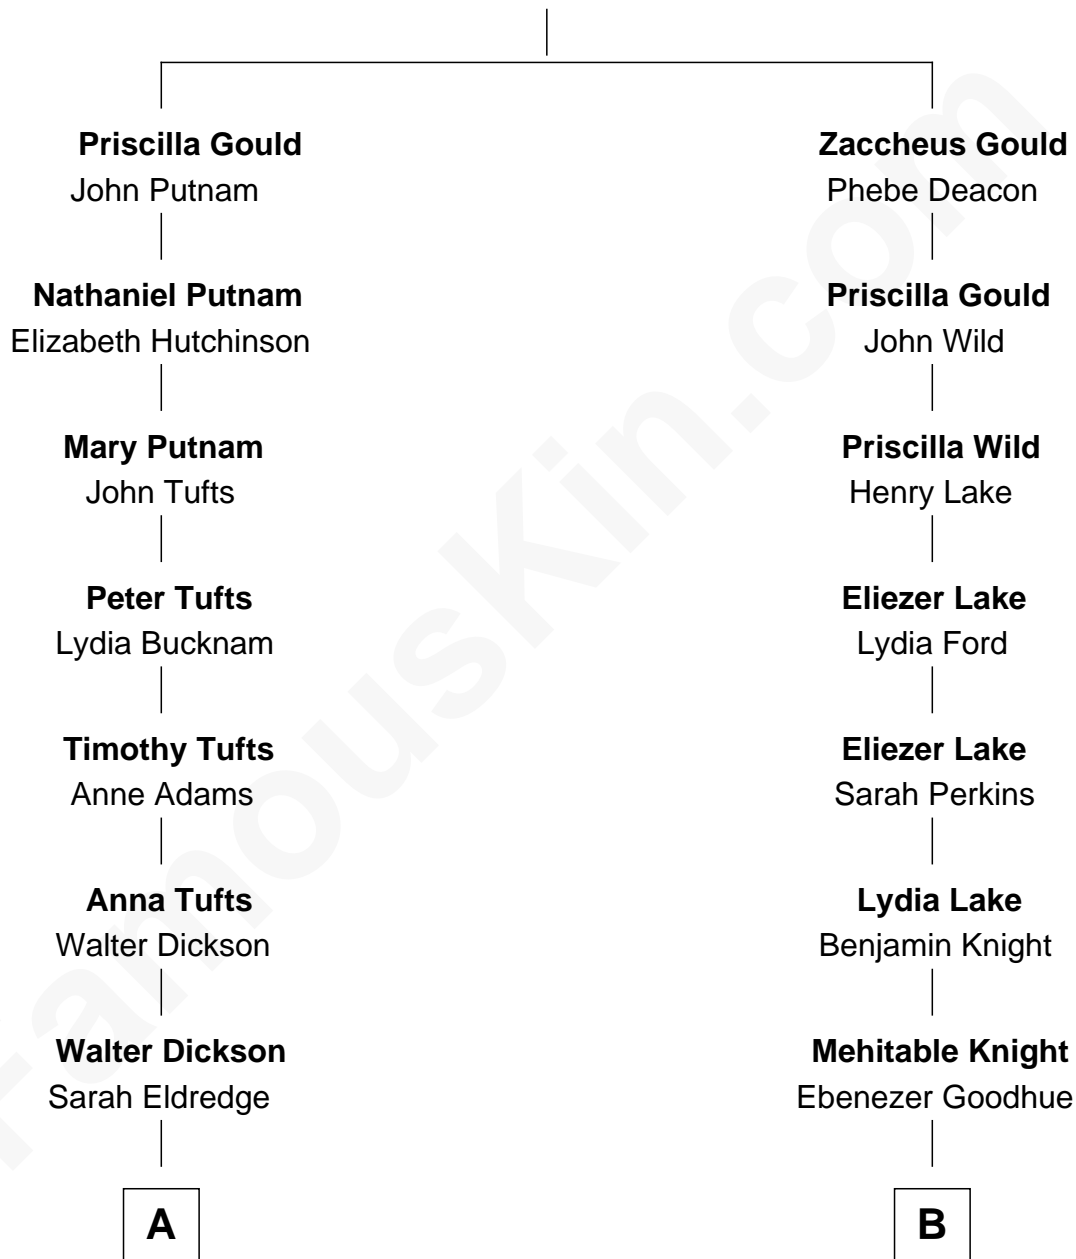 Priscilla Gould
John Putnam
Nathaniel Putnam
Elizabeth Hutchinson
Mary Putnam
John Tufts
Peter Tufts
Lydia Bucknam
Timothy Tufts
Anne Adams
Anna Tufts
Walter Dickson
Walter Dickson
Sarah Eldredge
A
Zaccheus Gould
Phebe Deacon
Priscilla Gould
John Wild
Priscilla Wild
Henry Lake
Eliezer Lake
Lydia Ford
Eliezer Lake
Sarah Perkins
Lydia Lake
Benjamin Knight
Mehitable Knight
Ebenezer Goodhue
B
FamousKin.com